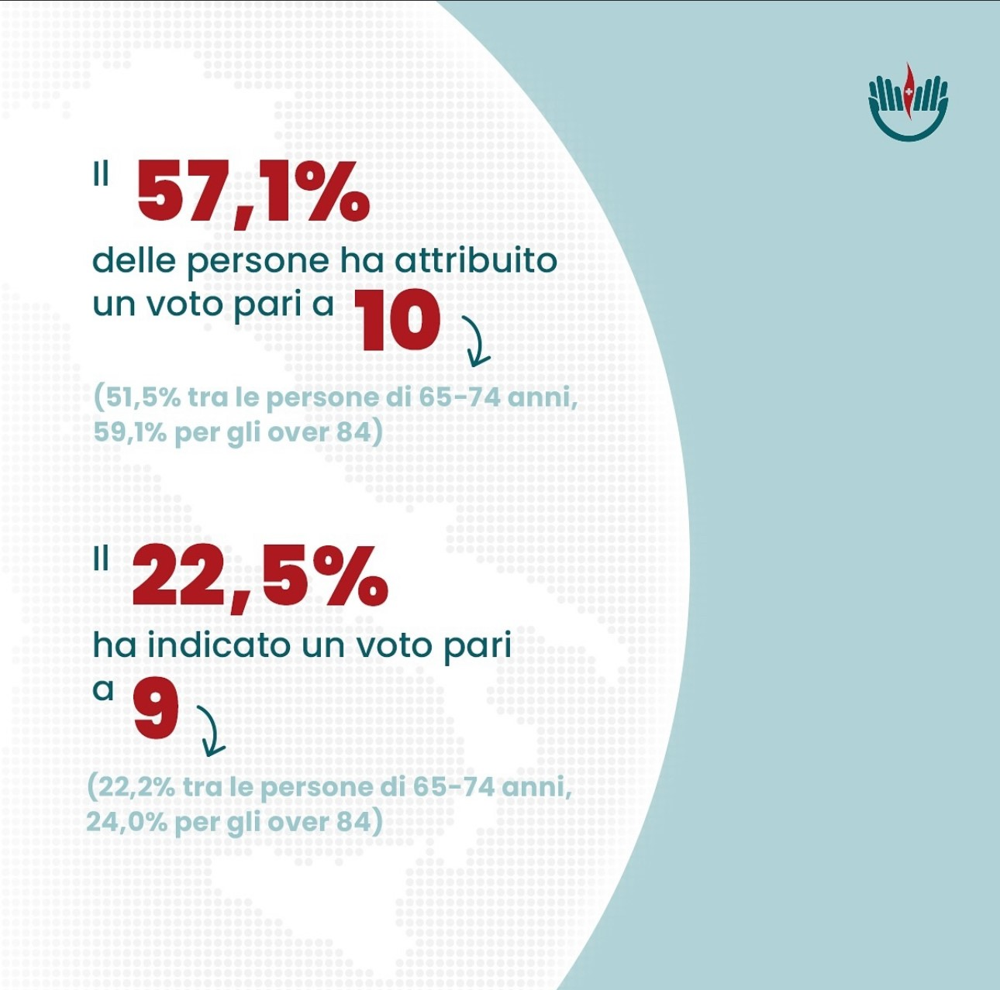 Il 57,1%
delle persone ha attribuito
un voto pari a 10
(51,5% tra le persone di 65-74 anni,
59,1% per gli over 84)
Il 22,5%
ha indicato un voto pari
a 9
(22,2% tra le persone di 65-74 anni,
24,0% per gli over 84)